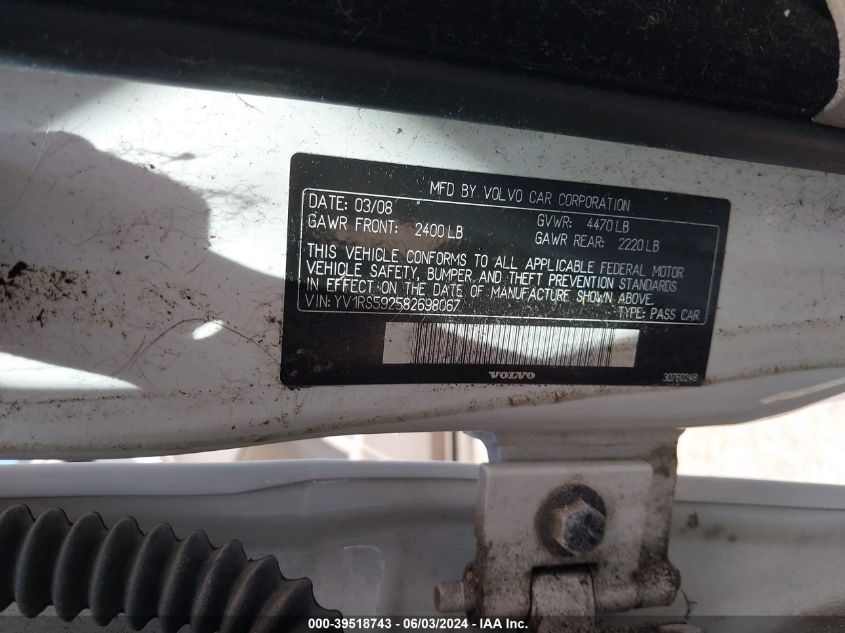 MFD BY VOLVO CAR CORPORATION
DATE: 03/08 GVWR: 4470 LB
GAWR FRONT: 2400 LB GAWR REAR: 2220 LB
THIS VEHICLE CONFORMS TO ALL APPLICABLE FEDERAL MOTOR
VEHICLE SAFETY, BUMPER, AND THEFT PREVENTION STANDARDS
IN EFFECT ON THE DATE OF MANUFACTURE SHOWN ABOVE.
VIN: YV1RS592582698067 TYPE: PASS CAR
VOLVO 30760248
000-39518743 - 06/03/2024 - IAA Inc.